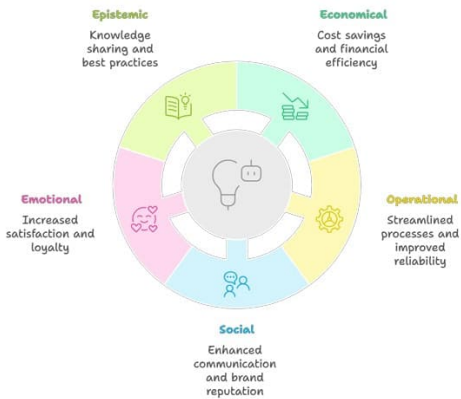 Epistemic
Knowledge
sharing and
best practices
Economical
Cost savings
and financial
efficiency
Emotional
Increased
satisfaction and
loyalty
Operational
Streamlined
processes and
improved
reliability
Social
Enhanced
communication
and brand
reputation